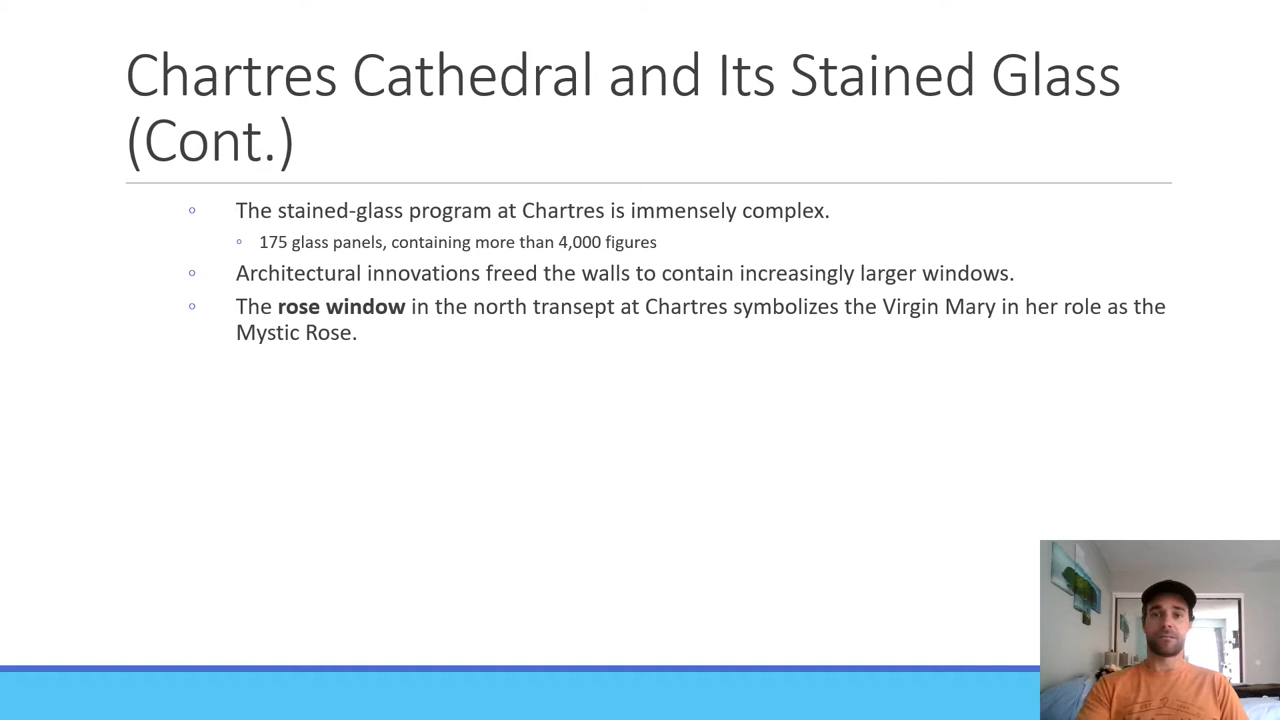 Chartres Cathedral and Its Stained Glass
(Cont.)
The stained-glass program at Chartres is immensely complex.
175 glass panels, containing more than 4,000 figures
Architectural innovations freed the walls to contain increasingly larger windows.
The rose window in the north transept at Chartres symbolizes the Virgin Mary in her role as the
Mystic Rose.